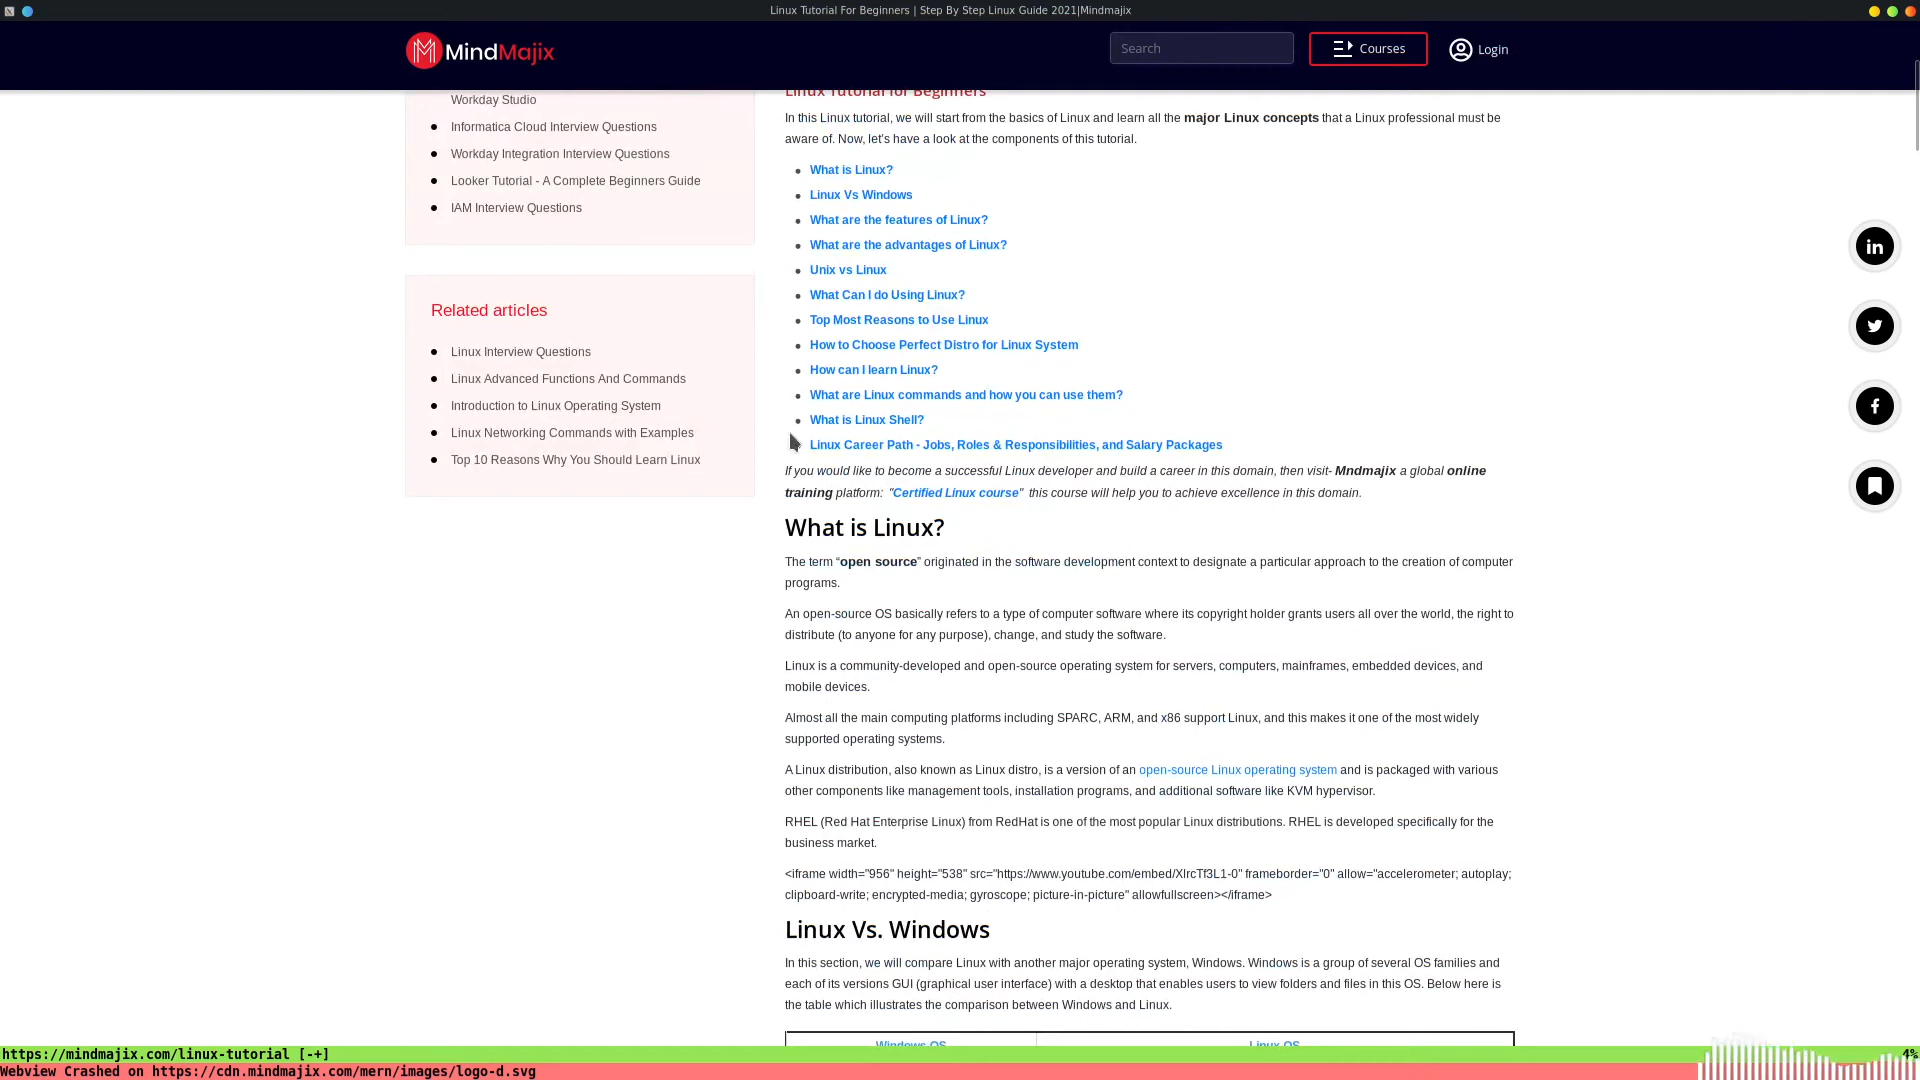 Linux Tutorial For Beginners | Step By Step Linux Guide 2021|Mindmajix
MindMajix
Search
Courses
Login
Workday Studio
Informatica Cloud Interview Questions
Workday Integration Interview Questions
Looker Tutorial - A Complete Beginners Guide
IAM Interview Questions
Related articles
Linux Interview Questions
Linux Advanced Functions And Commands
Introduction to Linux Operating System
Linux Networking Commands with Examples
Top 10 Reasons Why You Should Learn Linux
Linux Tutorial for Beginners
In this Linux tutorial, we will start from the basics of Linux and learn all the major Linux concepts that a Linux professional must be
aware of. Now, let's have a look at the components of this tutorial.
What is Linux?
Linux Vs Windows
What are the features of Linux?
What are the advantages of Linux?
Unix vs Linux
What Can I do Using Linux?
Top Most Reasons to Use Linux
How to Choose Perfect Distro for Linux System
How can I learn Linux?
What are Linux commands and how you can use them?
What is Linux Shell?
Linux Career Path - Jobs, Roles & Responsibilities, and Salary Packages
If you would like to become a successful Linux developer and build a career in this domain, then visit- Mndmajix a global online
training platform: "Certified Linux course" this course will help you to achieve excellence in this domain.
What is Linux?
The term “open source” originated in the software development context to designate a particular approach to the creation of computer
programs.
An open-source OS basically refers to a type of computer software where its copyright holder grants users all over the world, the right to
distribute (to anyone for any purpose), change, and study the software.
Linux is a community-developed and open-source operating system for servers, computers, mainframes, embedded devices, and
mobile devices.
Almost all the main computing platforms including SPARC, ARM, and x86 support Linux, and this makes it one of the most widely
supported operating systems.
A Linux distribution, also known as Linux distro, is a version of an open-source Linux operating system and is packaged with various
other components like management tools, installation programs, and additional software like KVM hypervisor.
RHEL (Red Hat Enterprise Linux) from RedHat is one of the most popular Linux distributions. RHEL is developed specifically for the
business market.
<iframe width="956" height="538" src="https://www.youtube.com/embed/XlrcTf3L1-0" frameborder="0" allow="accelerometer; autoplay;
clipboard-write; encrypted-media; gyroscope; picture-in-picture" allowfullscreen></iframe>
Linux Vs. Windows
In this section, we will compare Linux with another major operating system, Windows. Windows is a group of several OS families and
each of its versions GUI (graphical user interface) with a desktop that enables users to view folders and files in this OS. Below here is
the table which illustrates the comparison between Windows and Linux.
Windows OS
Linux OS
https://mindmajix.com/linux-tutorial [-+]
4%
Webview Crashed on https://cdn.mindmajix.com/mern/images/logo-d.svg